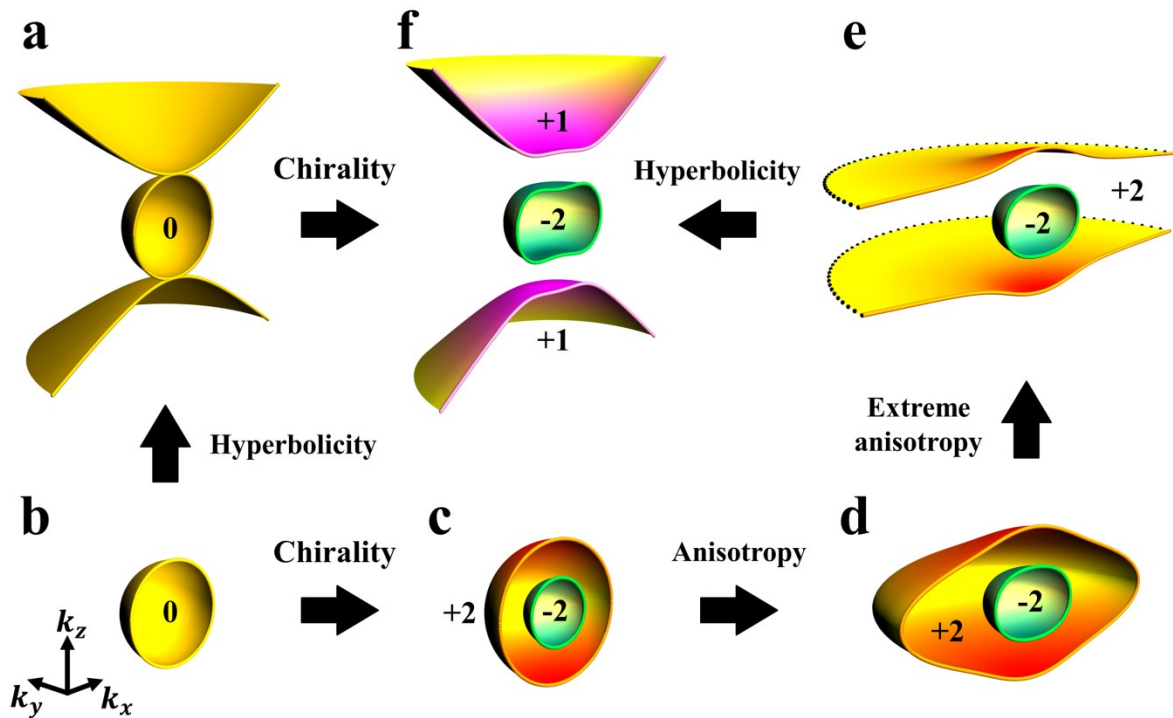 a
f
e
+1
Chirality
Hyperbolicity
+2
0
-2
-2
+1
Extreme
anisotropy
Hyperbolicity
b
c
d
Chirality
Anisotropy
0
+2
-2
-2
+2
k_z
k_y
k_x